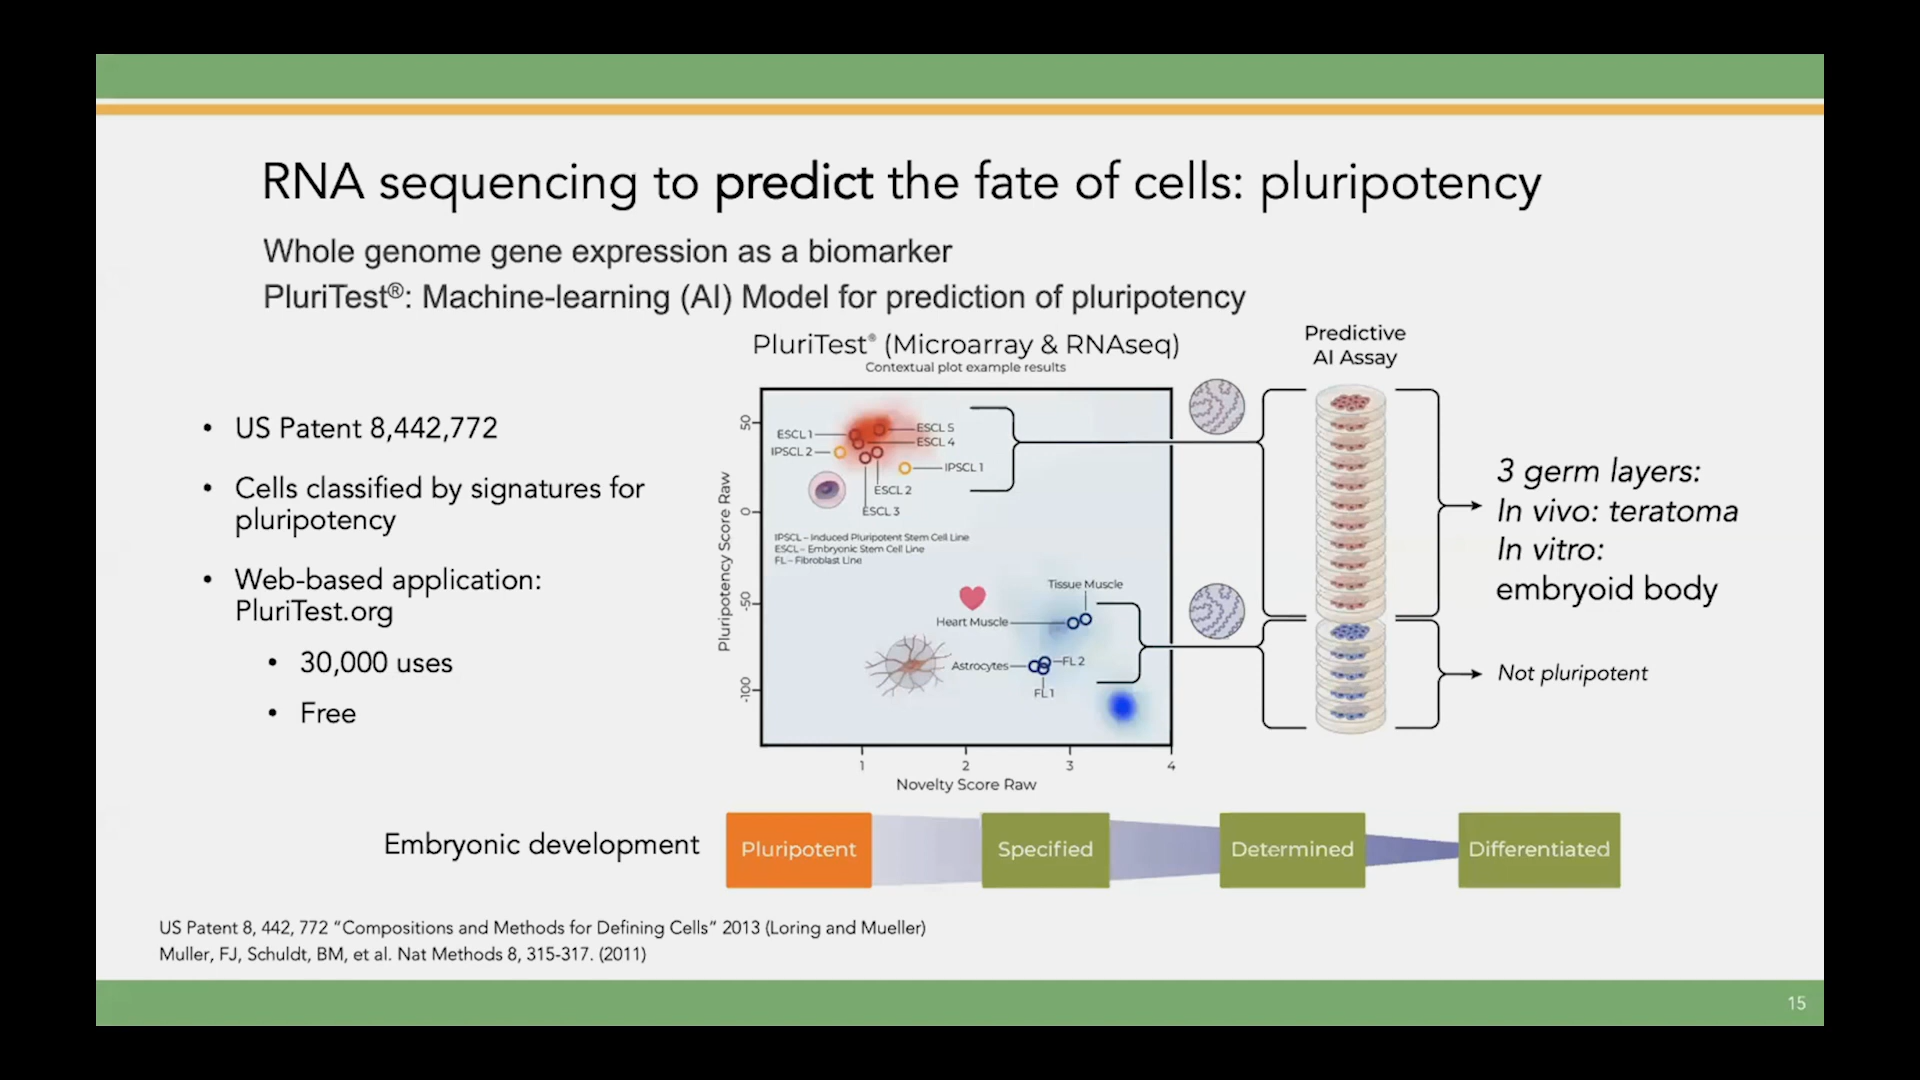 RNA sequencing to predict the fate of cells: pluripotency
Whole genome gene expression as a biomarker
PluriTest®: Machine-learning (AI) Model for prediction of pluripotency
• US Patent 8,442,772
• Cells classified by signatures for
pluripotency
• Web-based application:
PluriTest.org
• 30,000 uses
• Free
PluriTest® (Microarray & RNAseq)
Contextual plot example results
Pluripotency Score Raw
50
0
-50
-100
ESCL 1
IPSCL 2
ESCL 5
ESCL 4
IPSCL 1
ESCL 2
ESCL 3
IPSCL – Induced Pluripotent Stem Cell Line
ESCL – Embryonic Stem Cell Line
FL – Fibroblast Line
Tissue Muscle
Heart Muscle
Astrocytes
FL 2
FL 1
1
2
3
4
Novelty Score Raw
Predictive
AI Assay
3 germ layers:
In vivo: teratoma
In vitro:
embryoid body
Not pluripotent
Embryonic development
Pluripotent
Specified
Determined
Differentiated
US Patent 8, 442, 772 “Compositions and Methods for Defining Cells” 2013 (Loring and Mueller)
Muller, FJ, Schuldt, BM, et al. Nat Methods 8, 315-317. (2011)
15